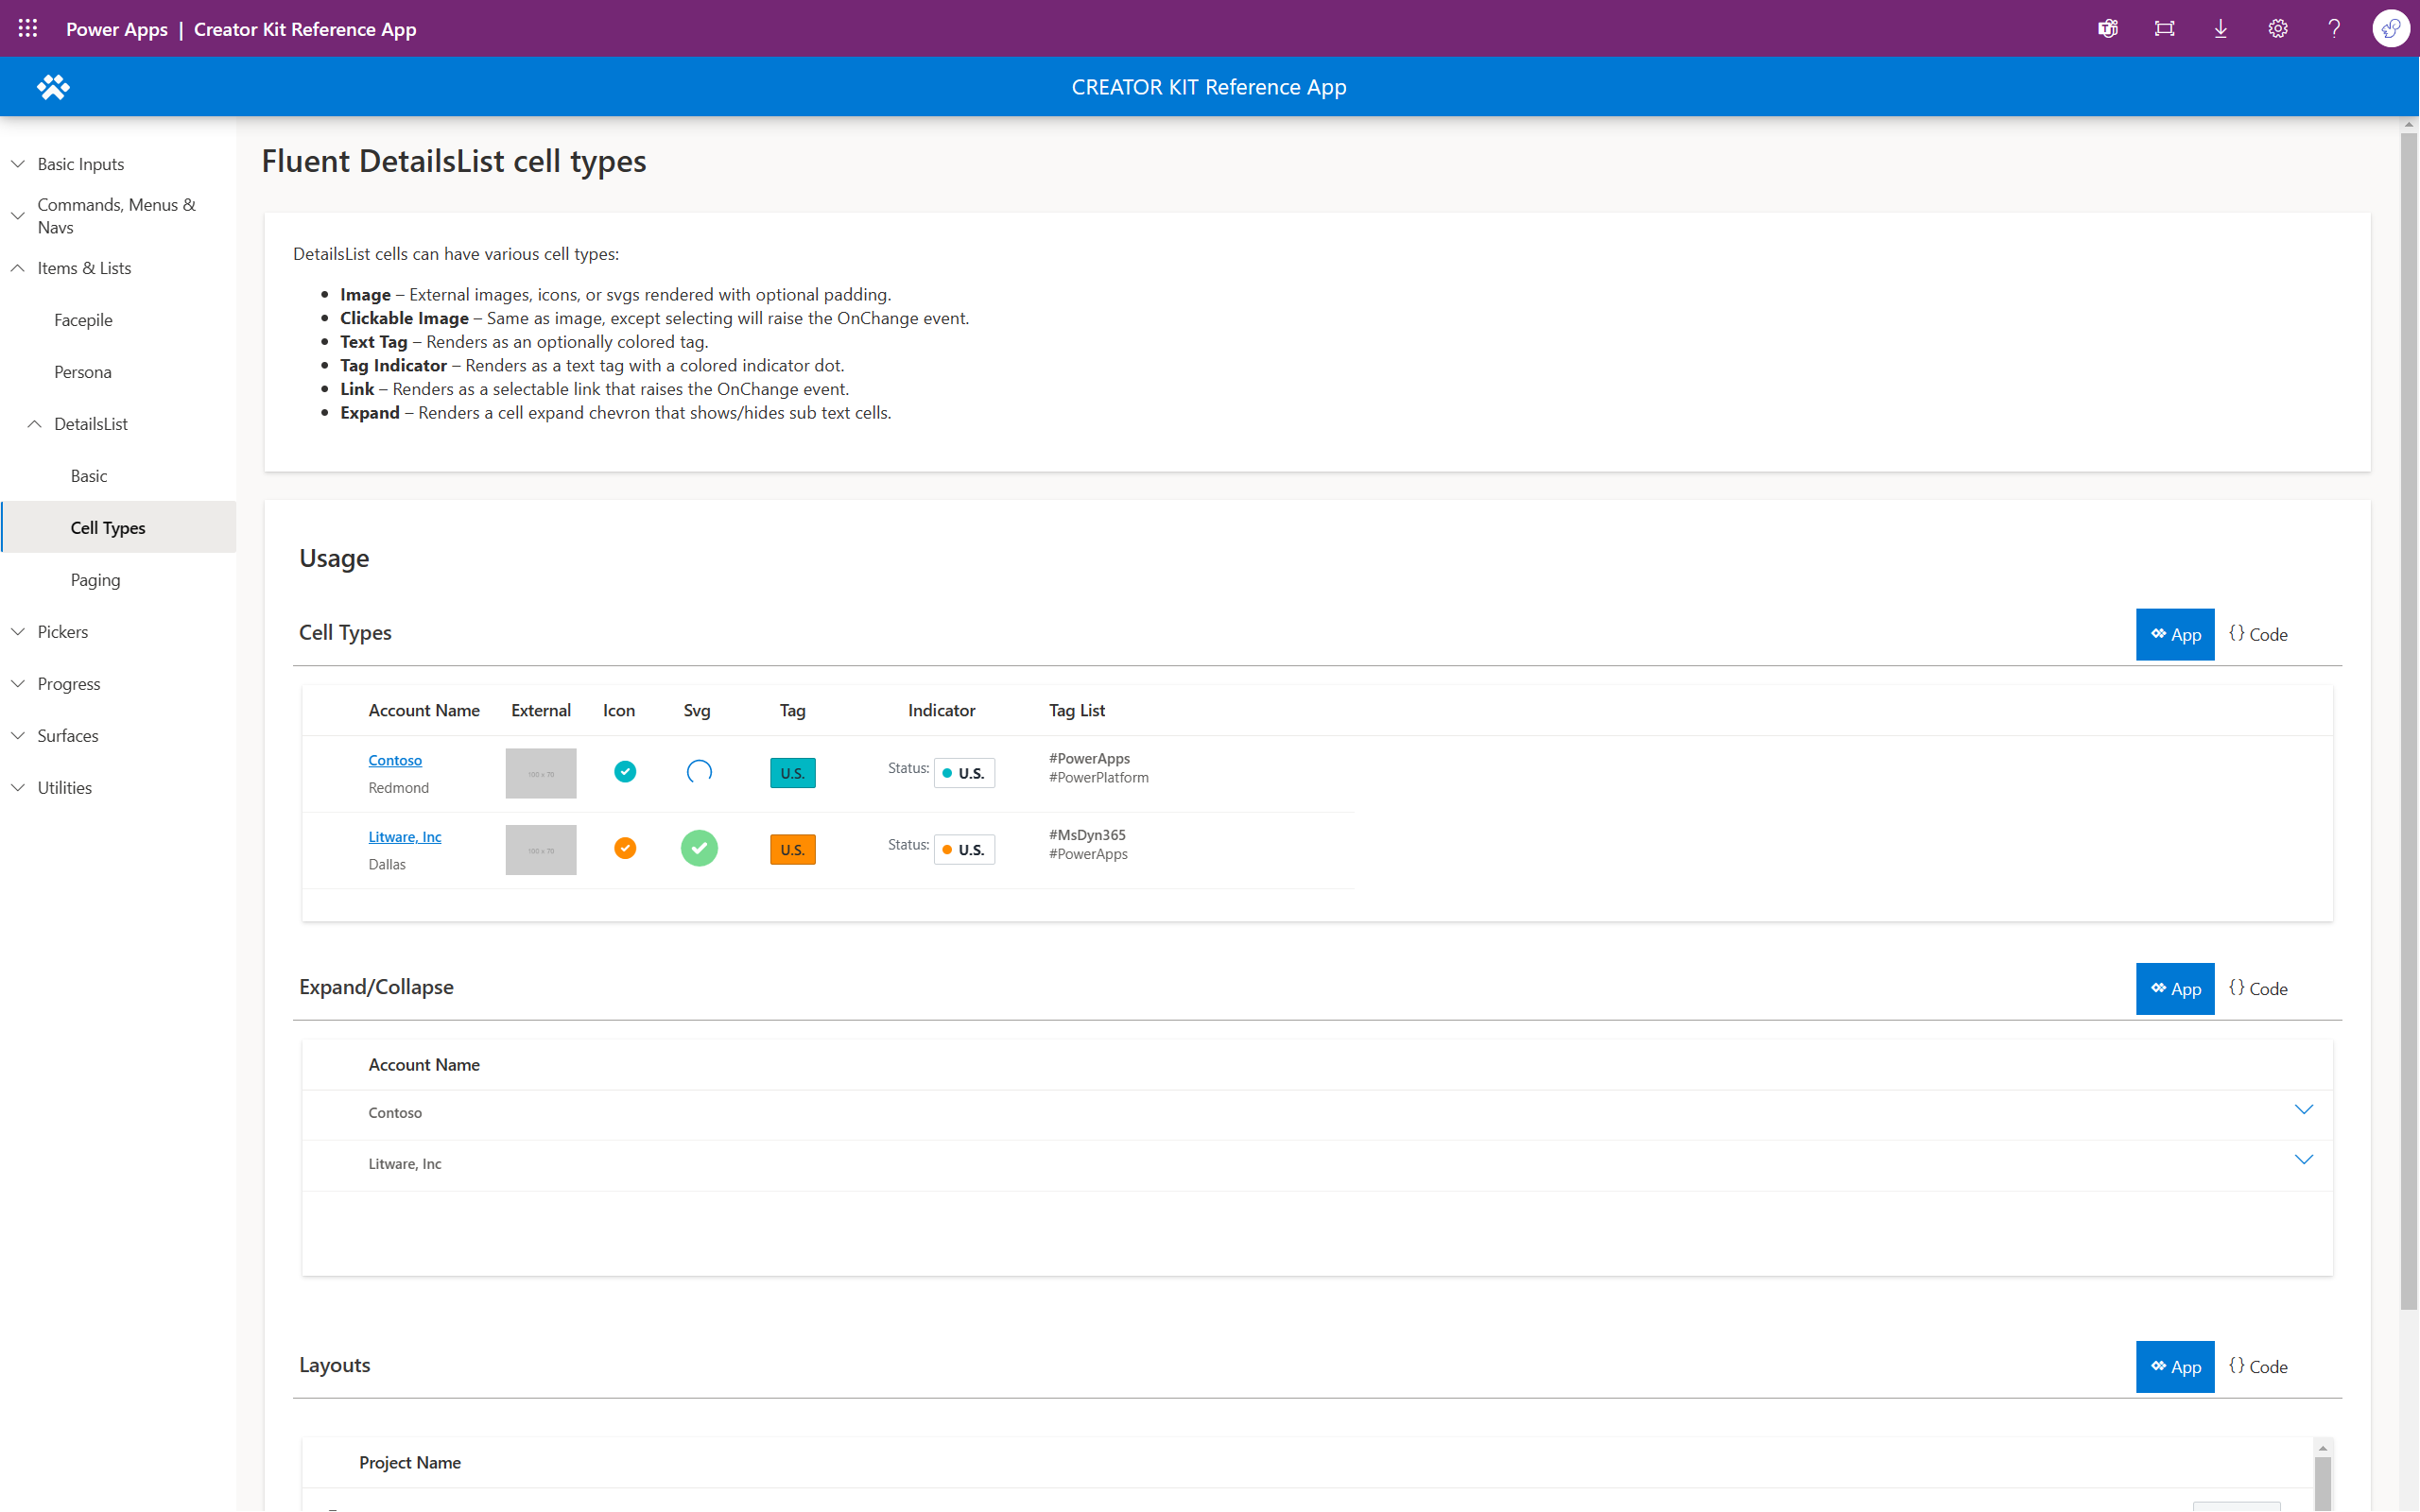 Power Apps | Creator Kit Reference App
CREATOR KIT Reference App
Basic Inputs
Commands, Menus &
Navs
Items & Lists
Facepile
Persona
DetailsList
Basic
Cell Types
Paging
Pickers
Progress
Surfaces
Utilities
Fluent DetailsList cell types
DetailsList cells can have various cell types:
• Image – External images, icons, or svgs rendered with optional padding.
• Clickable Image – Same as image, except selecting will raise the OnChange event.
• Text Tag – Renders as an optionally colored tag.
• Tag Indicator – Renders as a text tag with a colored indicator dot.
• Link – Renders as a selectable link that raises the OnChange event.
• Expand – Renders a cell expand chevron that shows/hides sub text cells.
Usage
Cell Types
App {} Code
Account Name External Icon Svg Tag Indicator Tag List
Contoso 100 x 70 U.S. Status: U.S. #PowerApps
Redmond #PowerPlatform
Litware, Inc 100 x 70 U.S. Status: U.S. #MsDyn365
Dallas #PowerApps
Expand/Collapse
App {} Code
Account Name
Contoso
Litware, Inc
Layouts
App {} Code
Project Name